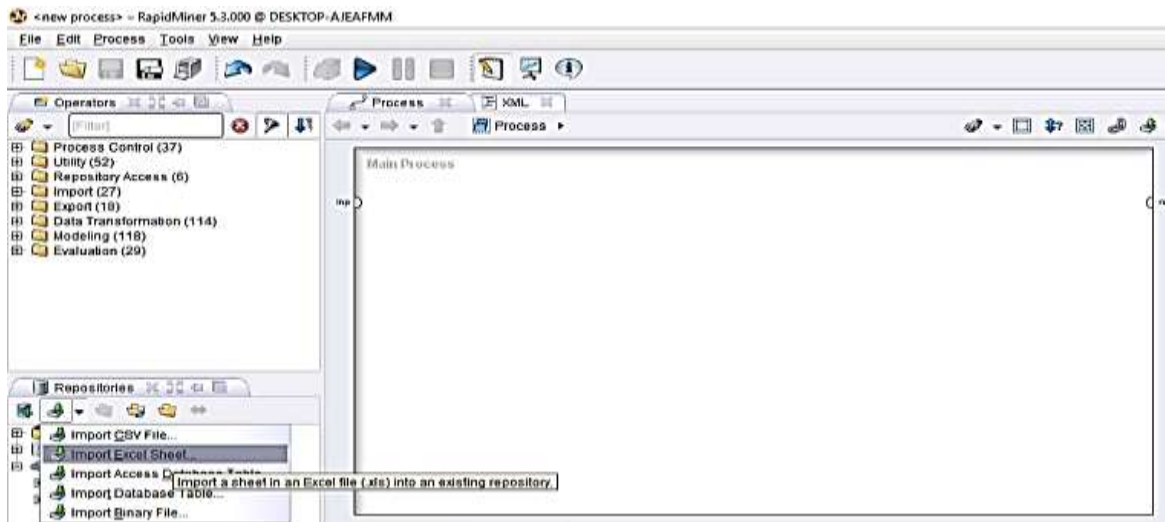 <new process> – RapidMiner 5.3.000 @ DESKTOP-AJEAFMM
File Edit Process Tools View Help
Operators
[Filter]
Process Control (37)
Utility (52)
Repository Access (6)
Import (27)
Export (18)
Data Transformation (114)
Modeling (118)
Evaluation (29)
Process
XML
Process
Main Process
inp
Repositories
Import CSV File...
Import Excel Sheet...
Import Access Database Table...
Import a sheet in an Excel file (.xls) into an existing repository.
Import Database Table...
Import Binary File...